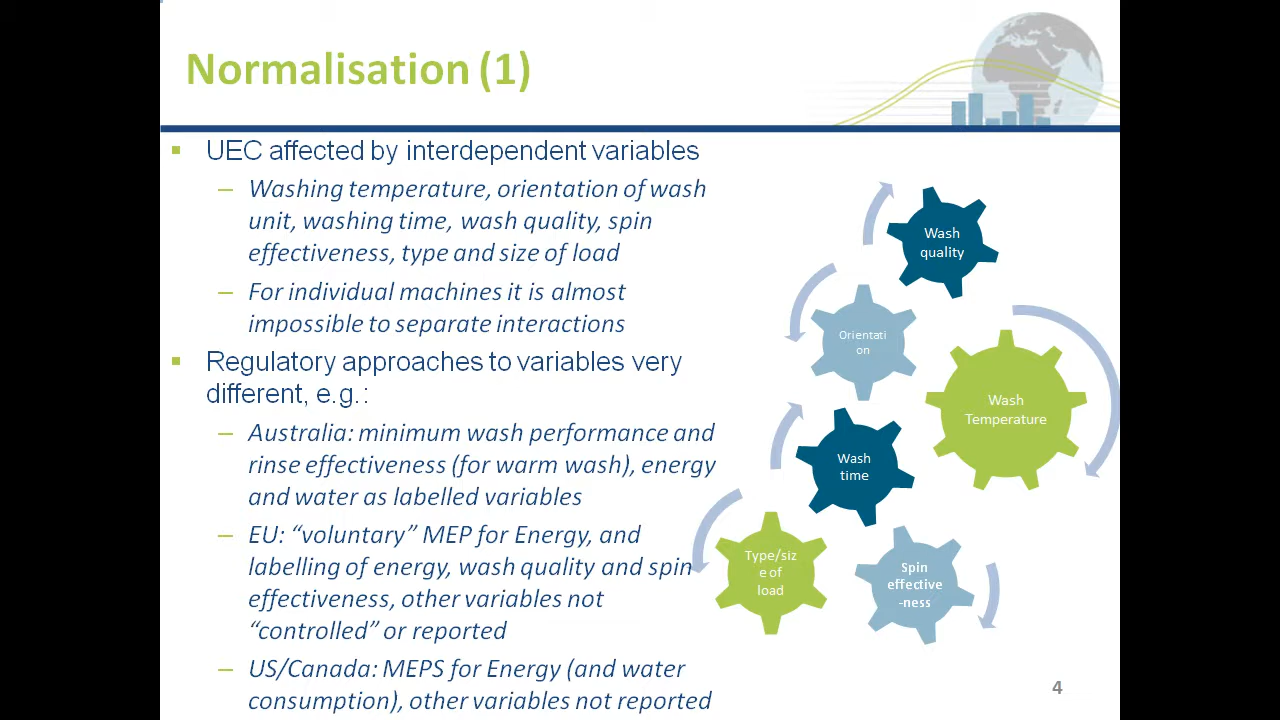 Normalisation (1)
UEC affected by interdependent variables
– Washing temperature, orientation of wash
unit, washing time, wash quality, spin
effectiveness, type and size of load
– For individual machines it is almost
impossible to separate interactions
Regulatory approaches to variables very
different, e.g.:
– Australia: minimum wash performance and
rinse effectiveness (for warm wash), energy
and water as labelled variables
– EU: “voluntary” MEP for Energy, and
labelling of energy, wash quality and spin
effectiveness, other variables not
“controlled” or reported
– US/Canada: MEPS for Energy (and water
consumption), other variables not reported
Wash
quality
Orientati
on
Wash
Temperature
Wash
time
Type/siz
e of
load
Spin
effective
-ness
4